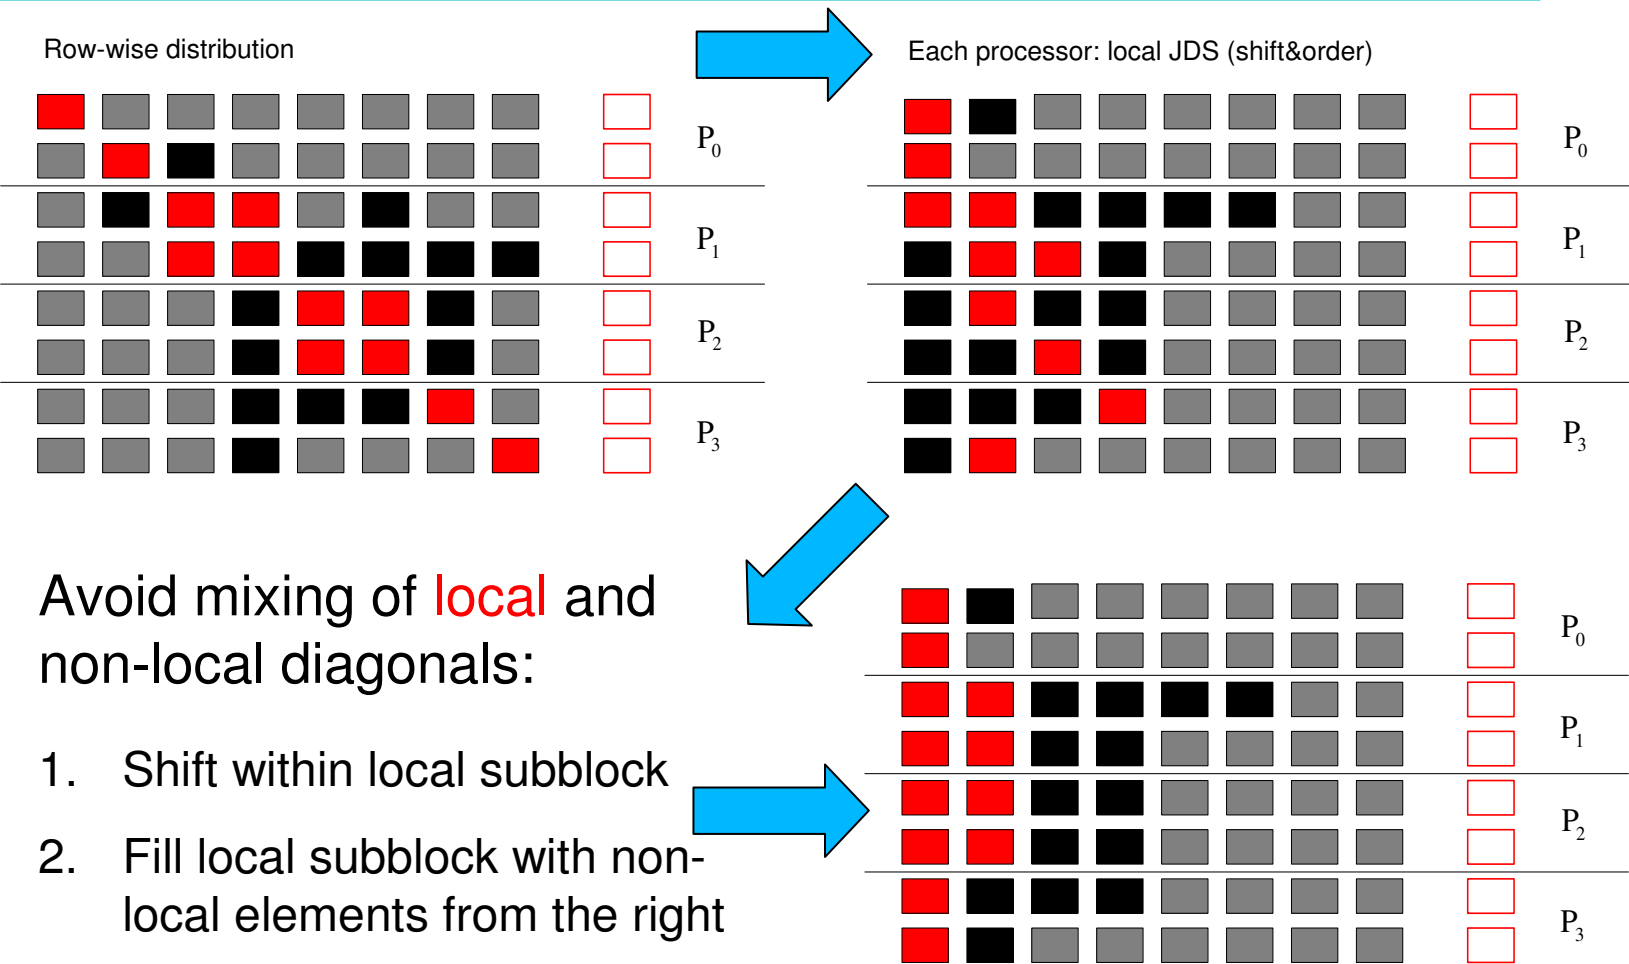 Row-wise distribution
Each processor: local JDS (shift&order)
P0
P1
P2
P3
P0
P1
P2
P3
Avoid mixing of local and
non-local diagonals:
1. Shift within local subblock
2. Fill local subblock with non-
local elements from the right
P0
P1
P2
P3